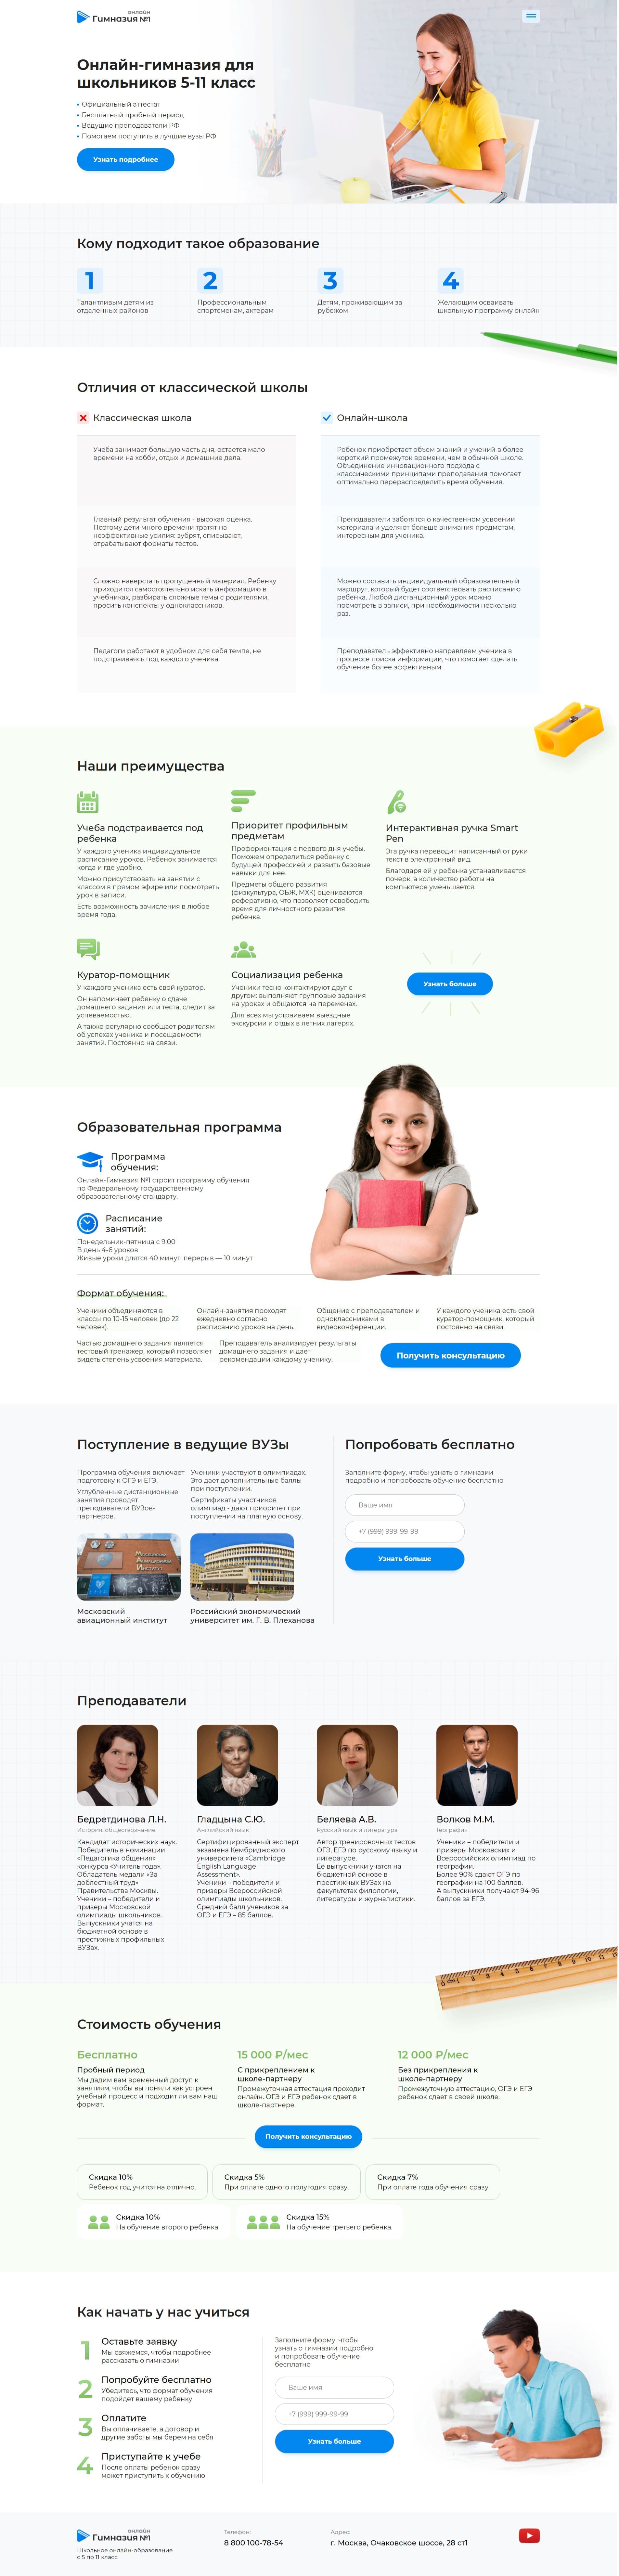 онлайн
Гимназия №1
Онлайн-гимназия для
школьников 5-11 класс
• Официальный аттестат
• Бесплатный пробный период
• Ведущие преподаватели РФ
• Помогаем поступить в лучшие вузы РФ
Узнать подробнее
Кому подходит такое образование
1
Талантливым детям из
отдаленных районов
2
Профессиональным
спортсменам, актерам
3
Детям, проживающим за
рубежом
4
Желающим осваивать
школьную программу онлайн
Отличия от классической школы
Классическая школа
Учеба занимает большую часть дня, остается мало
времени на хобби, отдых и домашние дела.
Главный результат обучения - высокая оценка.
Поэтому дети много времени тратят на
неэффективные усилия: зубрят, списывают,
отрабатывают форматы тестов.
Сложно наверстать пропущенный материал. Ребенку
приходится самостоятельно искать информацию в
учебниках, разбирать сложные темы с родителями,
просить конспекты у одноклассников.
Педагоги работают в удобном для себя темпе, не
подстраиваясь под каждого ученика.
Онлайн-школа
Ребенок приобретает объем знаний и умений в более
короткий промежуток времени, чем в обычной школе.
Объединение инновационного подхода с
классическими принципами преподавания помогает
оптимально перераспределить время обучения.
Преподаватели заботятся о качественном усвоении
материала и уделяют больше внимания предметам,
интересным для ученика.
Можно составить индивидуальный образовательный
маршрут, который будет соответствовать расписанию
ребенка. Любой дистанционный урок можно
посмотреть в записи, при необходимости несколько
раз.
Преподаватель эффективно направляем ученика в
процессе поиска информации, что помогает сделать
обучение более эффективным.
Наши преимущества
Учеба подстраивается под
ребенка
У каждого ученика индивидуальное
расписание уроков. Ребенок занимается
когда и где удобно.
Можно присутствовать на занятии с
классом в прямом эфире или посмотреть
урок в записи.
Есть возможность зачисления в любое
время года.
Приоритет профильным
предметам
Профориентация с первого дня учебы.
Поможем определиться ребенку с
будущей профессией и развить базовые
навыки для нее.
Предметы общего развития
(физкультура, ОБЖ, МХК) оцениваются
реферативно, что позволяет освободить
время для личностного развития
ребенка.
Интерактивная ручка Smart
Pen
Эта ручка переводит написанный от руки
текст в электронный вид.
Благодаря ей у ребенка устанавливается
почерк, а количество работы на
компьютере уменьшается.
Куратор-помощник
У каждого ученика есть свой куратор.
Он напоминает ребенку о сдаче
домашнего задания или теста, следит за
успеваемостью.
А также регулярно сообщает родителям
об успехах ученика и посещаемости
занятий. Постоянно на связи.
Социализация ребенка
Ученики тесно контактируют друг с
другом: выполняют групповые задания
на уроках и общаются на переменах.
Для всех мы устраиваем выездные
экскурсии и отдых в летних лагерях.
Узнать больше
Образовательная программа
Программа
обучения:
Онлайн-Гимназия №1 строит программу обучения
по Федеральному государственному
образовательному стандарту.
Расписание
занятий:
Понедельник-пятница с 9:00
В день 4-6 уроков
Живые уроки длятся 40 минут, перерыв — 10 минут
Формат обучения:
Ученики объединяются в
классы по 10-15 человек (до 22
человек).
Онлайн-занятия проходят
ежедневно согласно
расписанию уроков на день.
Общение с преподавателем и
одноклассниками в
видеоконференции.
У каждого ученика есть свой
куратор-помощник, который
постоянно на связи.
Частью домашнего задания является
тестовый тренажер, который позволяет
видеть степень усвоения материала.
Преподаватель анализирует результаты
домашнего задания и дает
рекомендации каждому ученику.
Получить консультацию
Поступление в ведущие ВУЗы
Программа обучения включает
подготовку к ОГЭ и ЕГЭ.
Углубленные дистанционные
занятия проводят
преподаватели ВУЗов-
партнеров.
Ученики участвуют в олимпиадах.
Это дает дополнительные баллы
при поступлении.
Сертификаты участников
олимпиад - дают приоритет при
поступлении на платную основу.
Московский
Авиационный
Институт
Московский
авиационный институт
Российский экономический
университет им. Г. В. Плеханова
Попробовать бесплатно
Заполните форму, чтобы узнать о гимназии
подробно и попробовать обучение бесплатно
Ваше имя
+7 (999) 999-99-99
Узнать больше
Преподаватели
Бедретдинова Л.Н.
История, обществознание
Кандидат исторических наук.
Победитель в номинации
«Педагогика общения»
конкурса «Учитель года».
Обладатель медали «За
доблестный труд»
Правительства Москвы.
Ученики – победители и
призеры Московской
олимпиады школьников.
Выпускники учатся на
бюджетной основе в
престижных профильных
ВУЗах.
Гладцына С.Ю.
Английский язык
Сертифицированный эксперт
экзамена Кембриджского
университета «Cambridge
English Language
Assessment».
Ученики – победители и
призеры Всероссийской
олимпиады школьников.
Средний балл учеников за
ОГЭ и ЕГЭ – 85 баллов.
Беляева А.В.
Русский язык и литература
Автор тренировочных тестов
ОГЭ, ЕГЭ по русскому языку и
литературе.
Ее выпускники учатся на
бюджетной основе в
престижных ВУЗах на
факультетах филологии,
литературы и журналистики.
Волков М.М.
География
Ученики – победители и
призеры Московских и
Всероссийских олимпиад по
географии.
Более 90% сдают ОГЭ по
географии на 100 баллов.
А выпускники получают 94-96
баллов за ЕГЭ.
0 cm 1 2 3 4 5 6 7 8 9 10 11
Стоимость обучения
Бесплатно
Пробный период
Мы дадим вам временный доступ к
занятиям, чтобы вы поняли как устроен
учебный процесс и подходит ли вам наш
формат.
15 000 ₽/мес
С прикреплением к
школе-партнеру
Промежуточная аттестация проходит
онлайн. ОГЭ и ЕГЭ ребенок сдает в
школе-партнере.
12 000 ₽/мес
Без прикрепления к
школе-партнеру
Промежуточную аттестацию, ОГЭ и ЕГЭ
ребенок сдает в своей школе.
Получить консультацию
Скидка 10%
Ребенок год учится на отлично.
Скидка 5%
При оплате одного полугодия сразу.
Скидка 7%
При оплате года обучения сразу
Скидка 10%
На обучение второго ребенка.
Скидка 15%
На обучение третьего ребенка.
Как начать у нас учиться
1
Оставьте заявку
Мы свяжемся, чтобы подробнее
рассказать о гимназии
2
Попробуйте бесплатно
Убедитесь, что формат обучения
подойдет вашему ребенку
3
Оплатите
Вы оплачиваете, а договор и
другие заботы мы берем на себя
4
Приступайте к учебе
После оплаты ребенок сразу
может приступить к обучению
Заполните форму, чтобы
узнать о гимназии подробно
и попробовать обучение
бесплатно
Ваше имя
+7 (999) 999-99-99
Узнать больше
онлайн
Гимназия №1
Школьное онлайн-образование
с 5 по 11 класс
Телефон:
8 800 100-78-54
Адрес:
г. Москва, Очаковское шоссе, 28 ст1